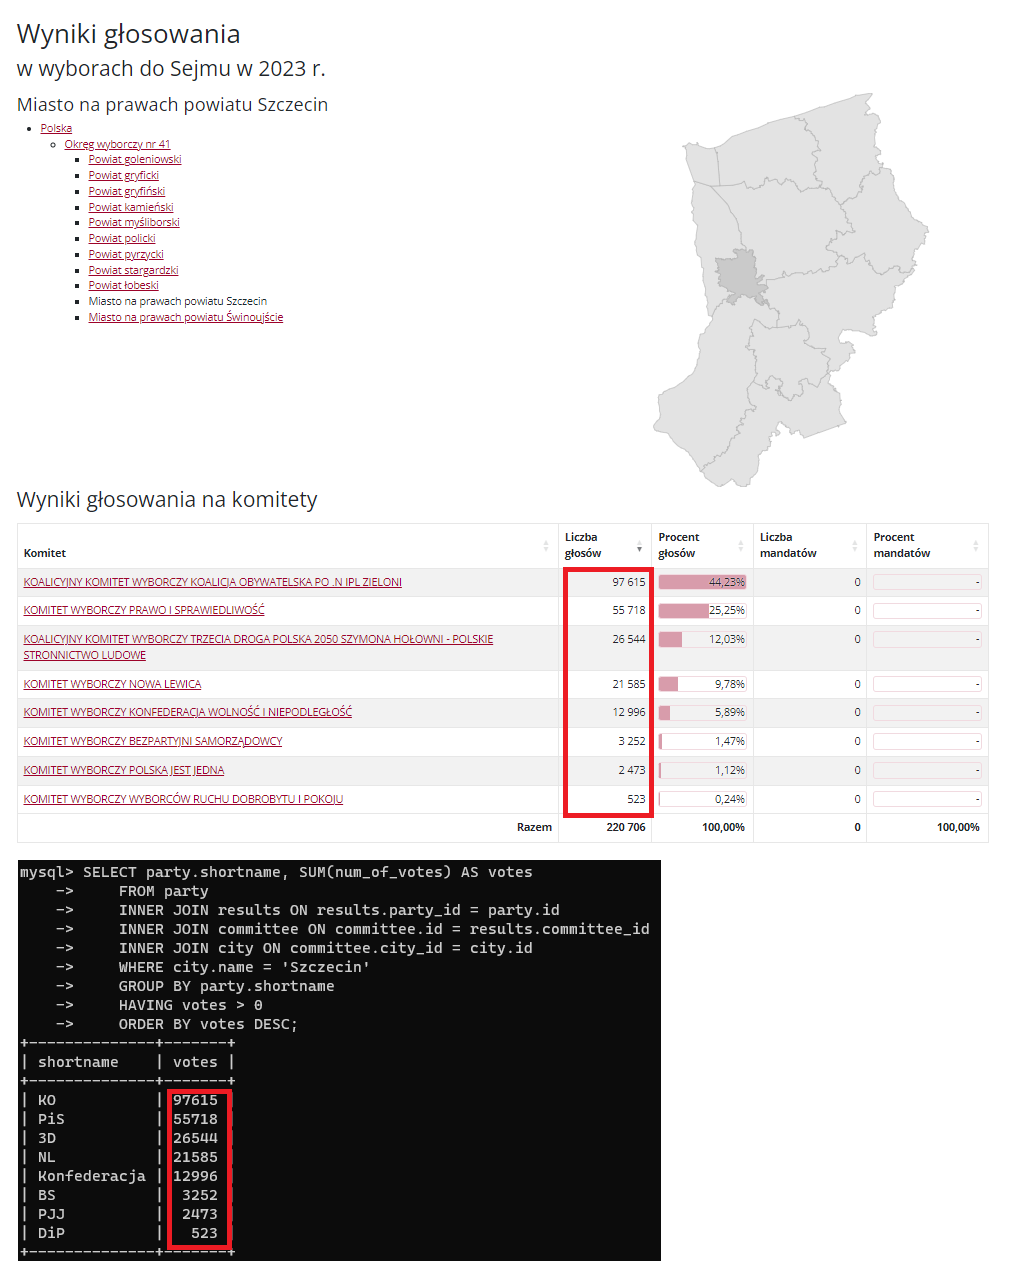 Wyniki głosowania
w wyborach do Sejmu w 2023 r.
Miasto na prawach powiatu Szczecin
Polska
Okręg wyborczy nr 41
Powiat goleniowski
Powiat gryficki
Powiat gryfiński
Powiat kamieński
Powiat myśliborski
Powiat policki
Powiat pyrzycki
Powiat stargardzki
Powiat łobeski
Miasto na prawach powiatu Szczecin
Miasto na prawach powiatu Świnoujście
Wyniki głosowania na komitety
Komitet Liczba głosów Procent głosów Liczba mandatów Procent mandatów
KOALICYJNY KOMITET WYBORCZY KOALICJA OBYWATELSKA PO .N IPL ZIELONI 97 615 44,23% 0 -
KOMITET WYBORCZY PRAWO I SPRAWIEDLIWOŚĆ 55 718 25,25% 0 -
KOALICYJNY KOMITET WYBORCZY TRZECIA DROGA POLSKA 2050 SZYMONA HOŁOWNI - POLSKIE 26 544 12,03% 0 -
STRONNICTWO LUDOWE
KOMITET WYBORCZY NOWA LEWICA 21 585 9,78% 0 -
KOMITET WYBORCZY KONFEDERACJA WOLNOŚĆ I NIEPODLEGŁOŚĆ 12 996 5,89% 0 -
KOMITET WYBORCZY BEZPARTYJNI SAMORZĄDOWCY 3 252 1,47% 0 -
KOMITET WYBORCZY POLSKA JEST JEDNA 2 473 1,12% 0 -
KOMITET WYBORCZY WYBORCÓW RUCHU DOBROBYTU I POKOJU 523 0,24% 0 -
Razem 220 706 100,00% 0 100,00%
mysql> SELECT party.shortname, SUM(num_of_votes) AS votes
    -> FROM party
    -> INNER JOIN results ON results.party_id = party.id
    -> INNER JOIN committee ON committee.id = results.committee_id
    -> INNER JOIN city ON committee.city_id = city.id
    -> WHERE city.name = 'Szczecin'
    -> GROUP BY party.shortname
    -> HAVING votes > 0
    -> ORDER BY votes DESC;
+--------------+-------+
| shortname    | votes |
+--------------+-------+
| KO           | 97615 |
| PiS          | 55718 |
| 3D           | 26544 |
| NL           | 21585 |
| Konfederacja | 12996 |
| BS           |  3252 |
| PJJ          |  2473 |
| DiP          |   523 |
+--------------+-------+